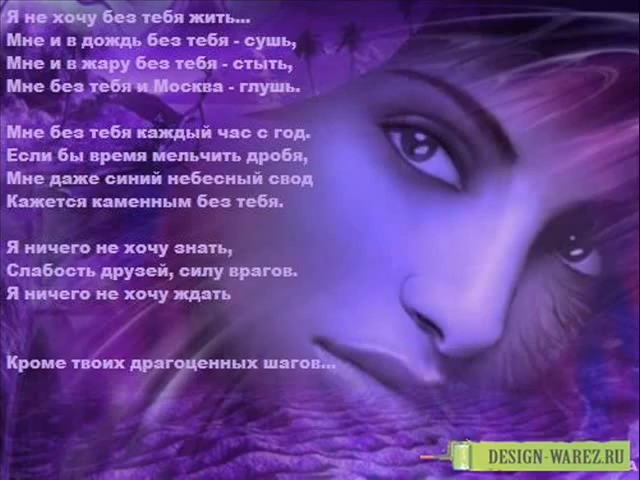 Я не хочу без тебя жить...
Мне и в дождь без тебя - сушь,
Мне и в жару без тебя - стыть,
Мне без тебя и Москва - глушь.
Мне без тебя каждый час с год.
Если бы время мельчить дробя,
Мне даже синий небесный свод
Кажется каменным без тебя.
Я ничего не хочу знать,
Слабость друзей, силу врагов.
Я ничего не хочу ждать
Кроме твоих драгоценных шагов...
DESIGN-WAREZ.RU